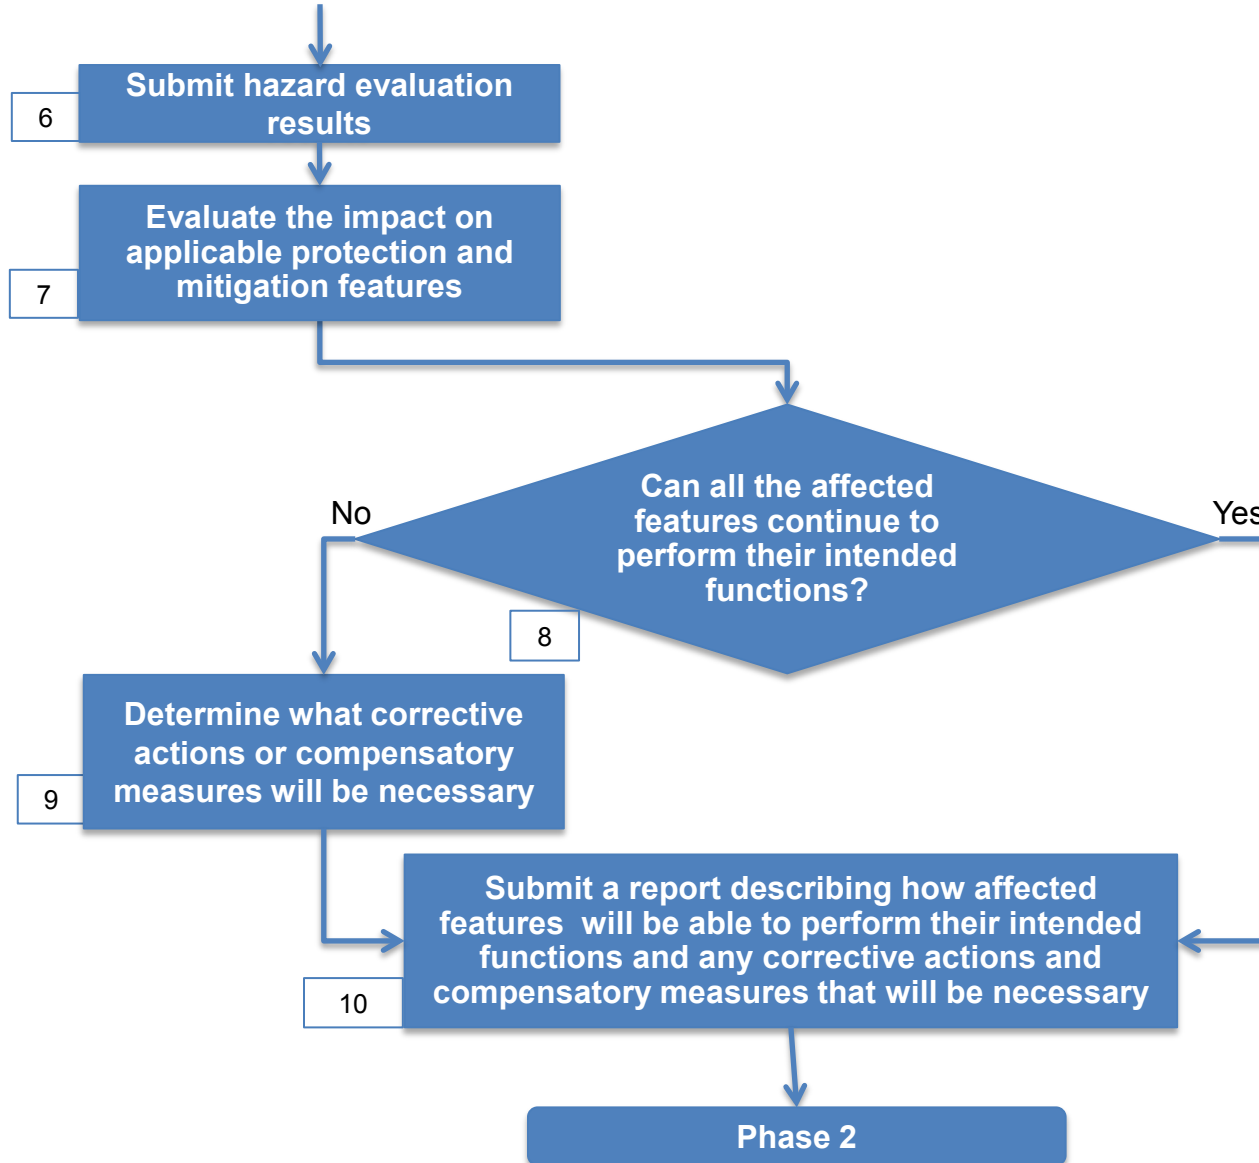 Submit hazard evaluation
results
6
Evaluate the impact on
applicable protection and
mitigation features
7
Can all the affected
features continue to
perform their intended
functions?
No
Yes
8
Determine what corrective
actions or compensatory
measures will be necessary
9
Submit a report describing how affected
features  will be able to perform their intended
functions and any corrective actions and
compensatory measures that will be necessary
10
Phase 2